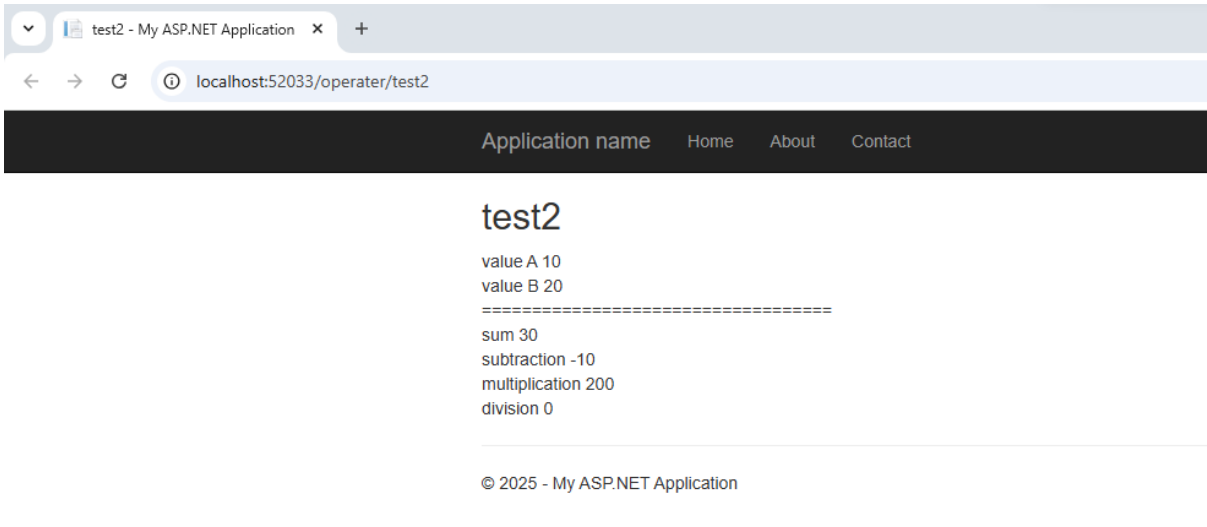 test2 - My ASP.NET Application
localhost:52033/operater/test2
Application name Home About Contact
test2
value A 10
value B 20
===================================
sum 30
subtraction -10
multiplication 200
division 0
© 2025 - My ASP.NET Application